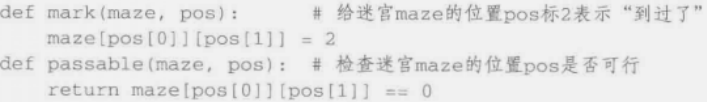 def mark(maze, pos):        # 给迷宫maze的位置pos标2表示“到过了”
    maze[pos[0]][pos[1]] = 2
def passable(maze, pos):  # 检查迷宫maze的位置pos是否可行
    return maze[pos[0]][pos[1]] == 0